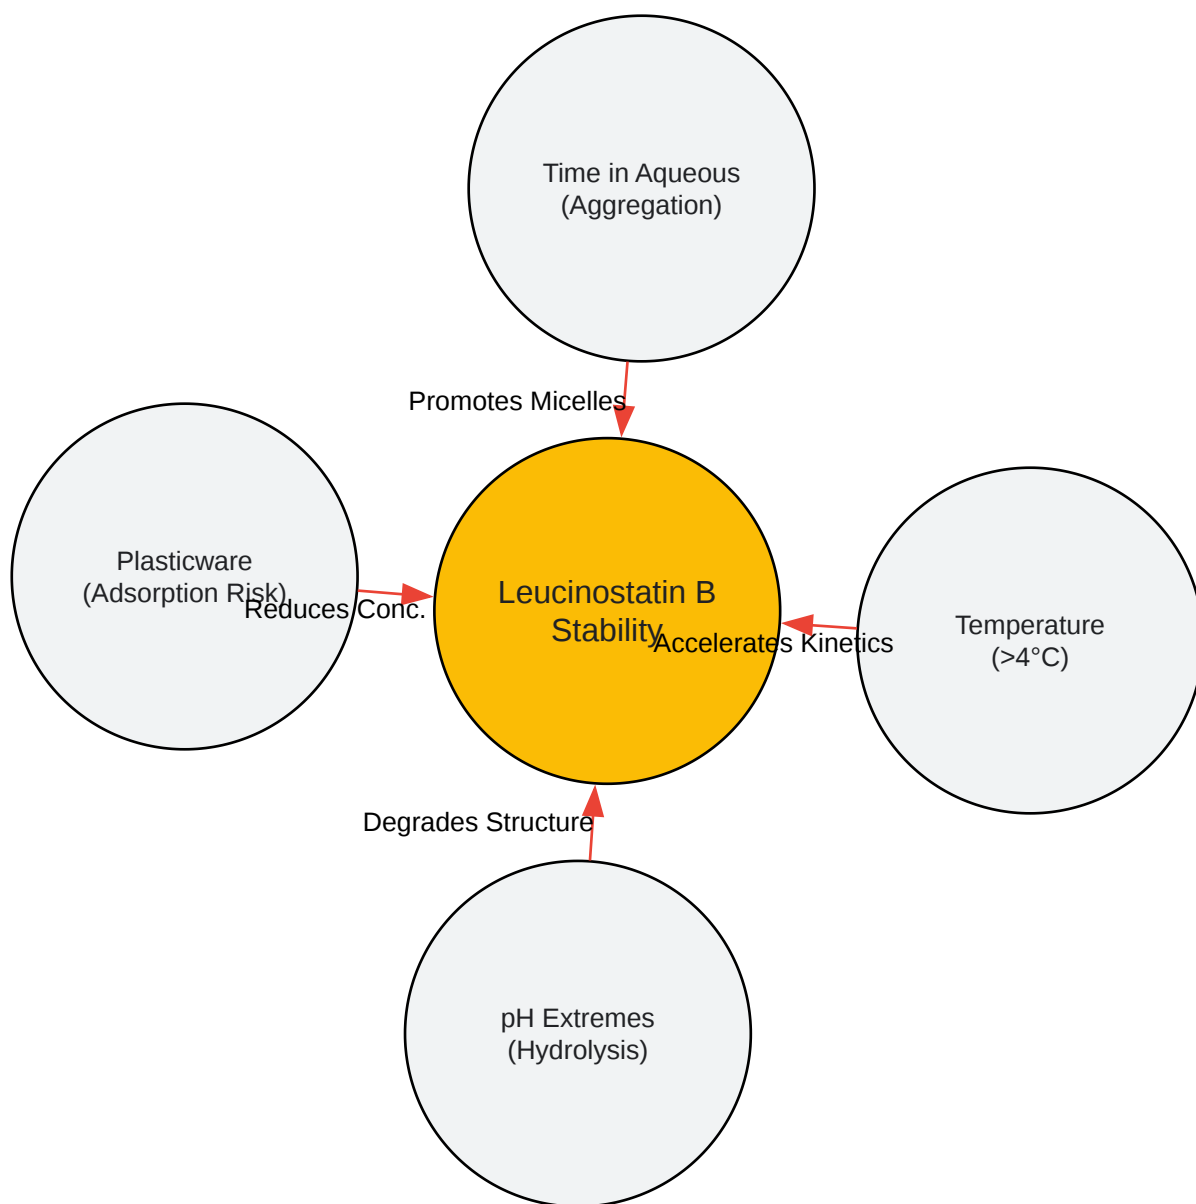 Time in Aqueous
(Aggregation)
Promotes Micelles
Plasticware
(Adsorption Risk)
Reduces Conc.
Leucinostatin B
Stability
Accelerates Kinetics
Temperature
(>4°C)
Degrades Structure
pH Extremes
(Hydrolysis)